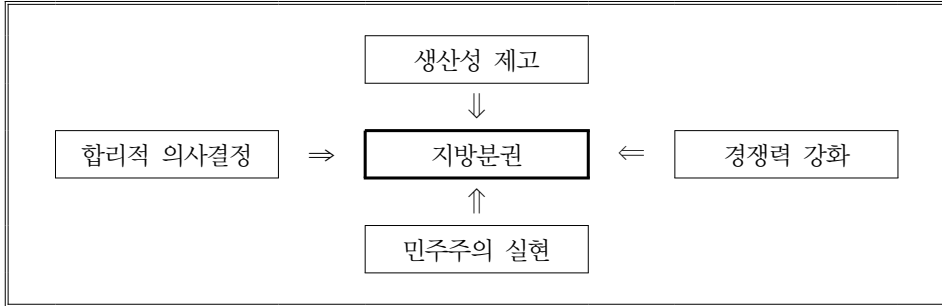 생산성 제고
⇓
합리적 의사결정 ⇒ 지방분권 ⇐ 경쟁력 강화
⇑
민주주의 실현